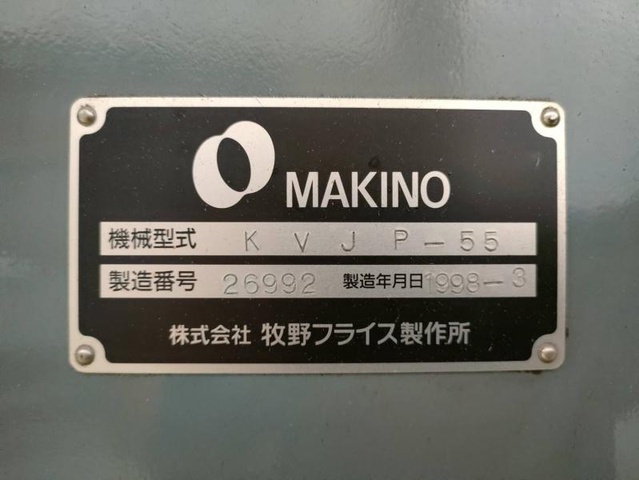 MAKINO
機械型式 KVJP-55
製造番号 26992 製造年月日 1998-3
株式会社 牧野フライス製作所